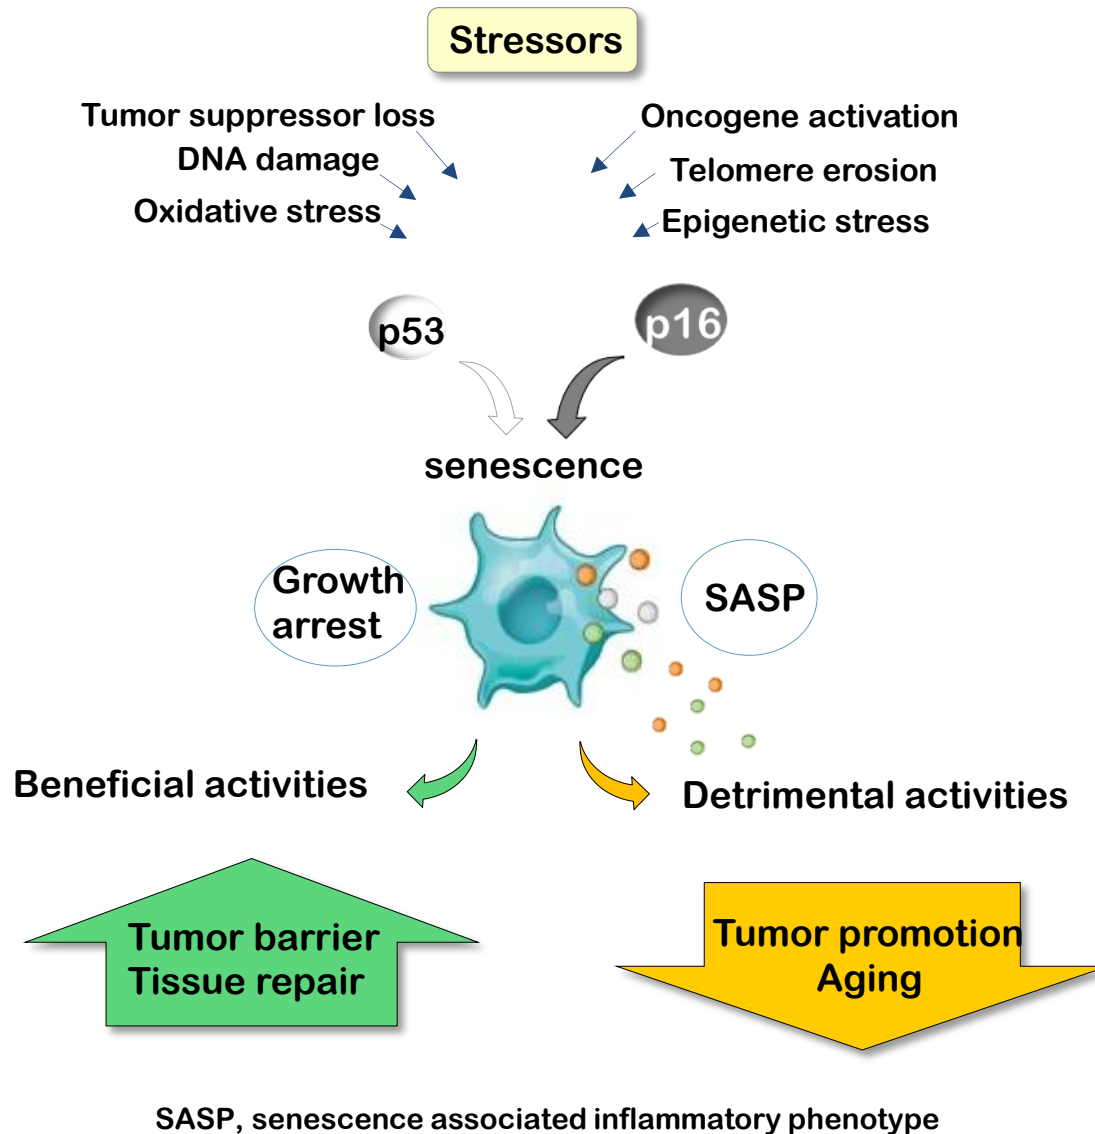 Stressors
Tumor suppressor loss
DNA damage
Oxidative stress
Oncogene activation
Telomere erosion
Epigenetic stress
p53
p16
senescence
Growth
arrest
SASP
Beneficial activities
Detrimental activities
Tumor barrier
Tissue repair
Tumor promotion
Aging
SASP, senescence associated inflammatory phenotype